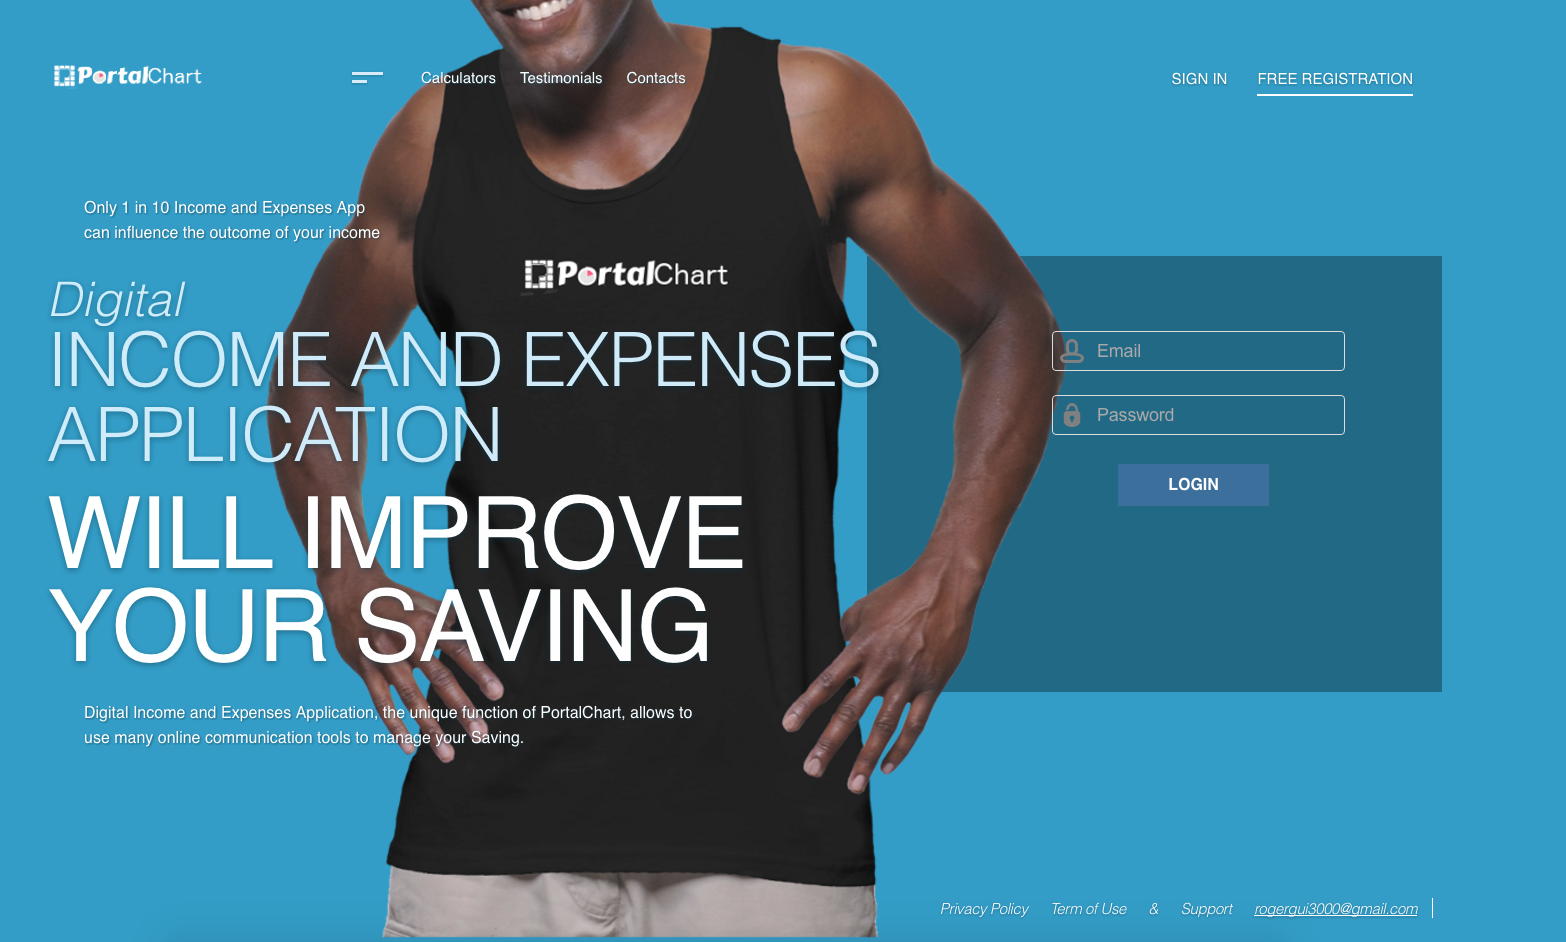 PortalChart
Calculators Testimonials Contacts
SIGN IN FREE REGISTRATION
Only 1 in 10 Income and Expenses App
can influence the outcome of your income
PortalChart
Digital
INCOME AND EXPENSES
APPLICATION
WILL IMPROVE
YOUR SAVING
Email
Password
LOGIN
Digital Income and Expenses Application, the unique function of PortalChart, allows to
use many online communication tools to manage your Saving.
Privacy Policy Term of Use & Support rogergui3000@gmail.com